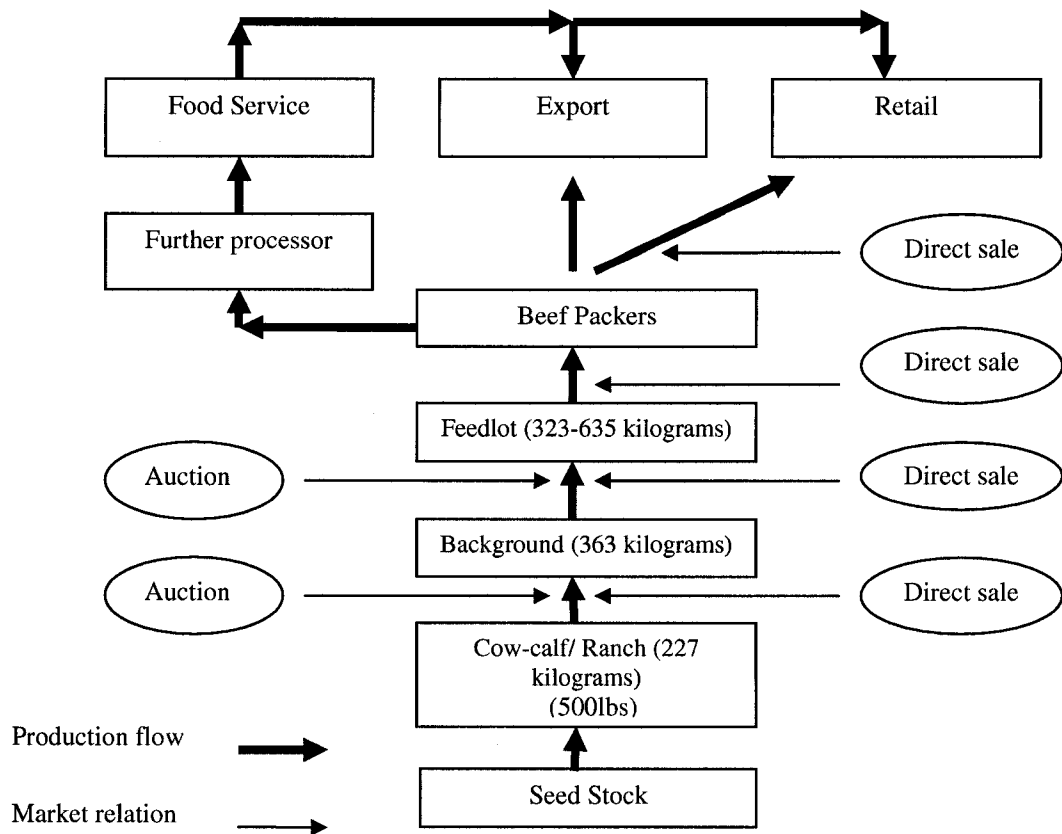 Food Service
Export
Retail
Further processor
Direct sale
Beef Packers
Direct sale
Feedlot (323-635 kilograms)
Auction
Direct sale
Background (363 kilograms)
Auction
Direct sale
Cow-calf/ Ranch (227
kilograms)
(500lbs)
Production flow
Seed Stock
Market relation